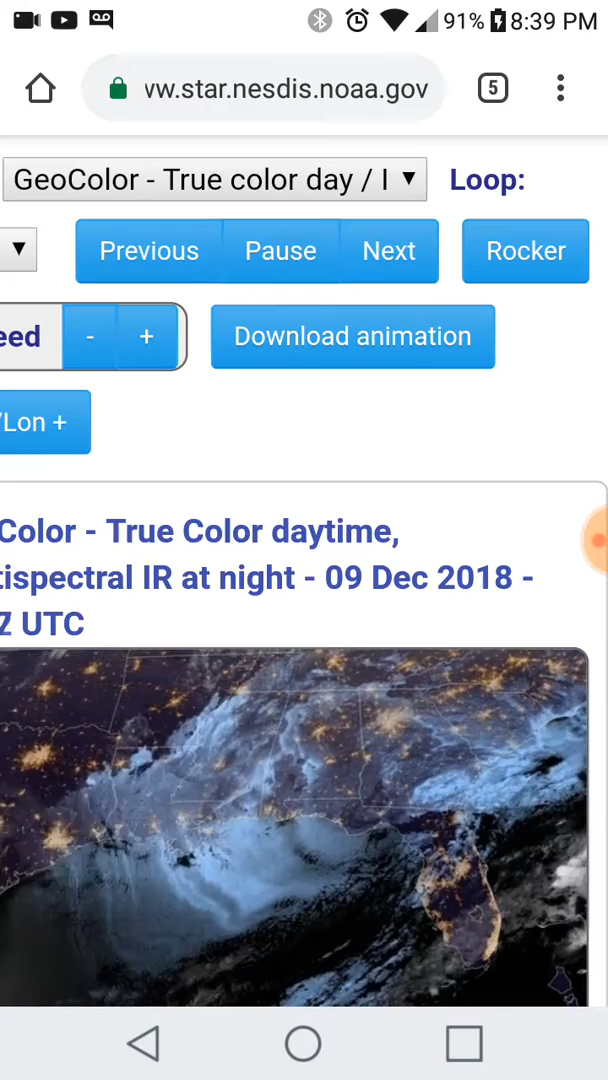 91% 8:39 PM
vw.star.nesdis.noaa.gov 5
GeoColor - True color day / I Loop:
Previous Pause Next Rocker
eed - + Download animation
/Lon +
Color - True Color daytime,
tispectral IR at night - 09 Dec 2018 -
Z UTC